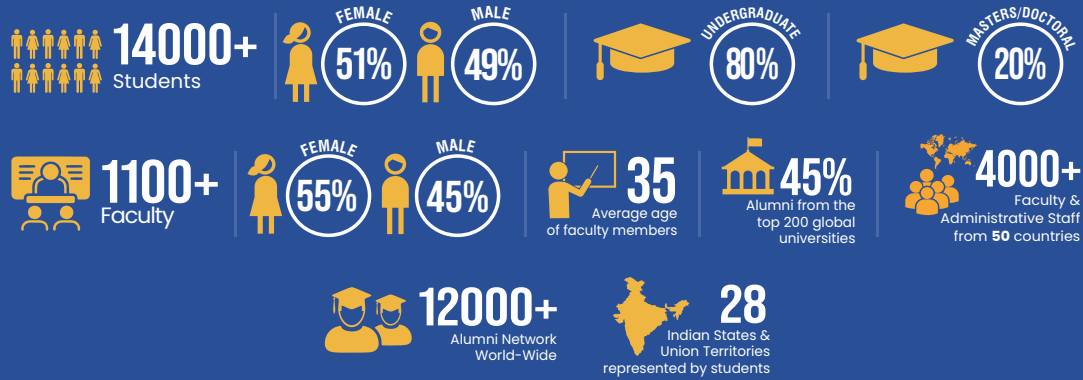 14000+
Students
FEMALE
51%
MALE
49%
UNDERGRADUATE
80%
MASTERS/DOCTORAL
20%
1100+
Faculty
FEMALE
55%
MALE
45%
35
Average age
of faculty members
45%
Alumni from the
top 200 global
universities
4000+
Faculty &
Administrative Staff
from 50 countries
12000+
Alumni Network
World-Wide
28
Indian States &
Union Territories
represented by students